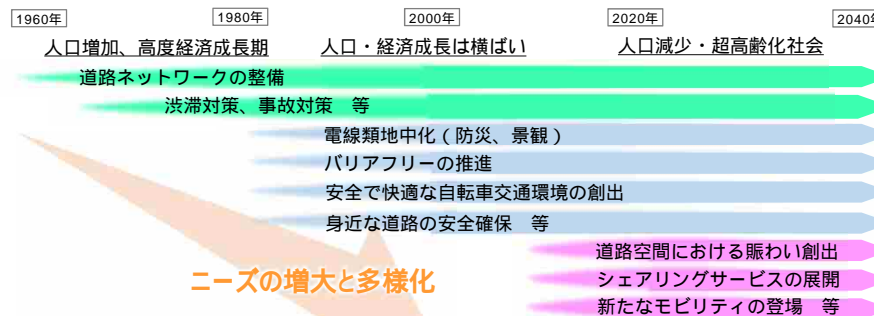 1960年 1980年 2000年 2020年 2040年
人口増加、高度経済成長期 人口・経済成長は横ばい 人口減少・超高齢化社会
道路ネットワークの整備
渋滞対策、事故対策　等
電線類地中化(防災、景観)
バリアフリーの推進
安全で快適な自転車交通環境の創出
身近な道路の安全確保　等
道路空間における賑わい創出
ニーズの増大と多様化
シェアリングサービスの展開
新たなモビリティの登場　等